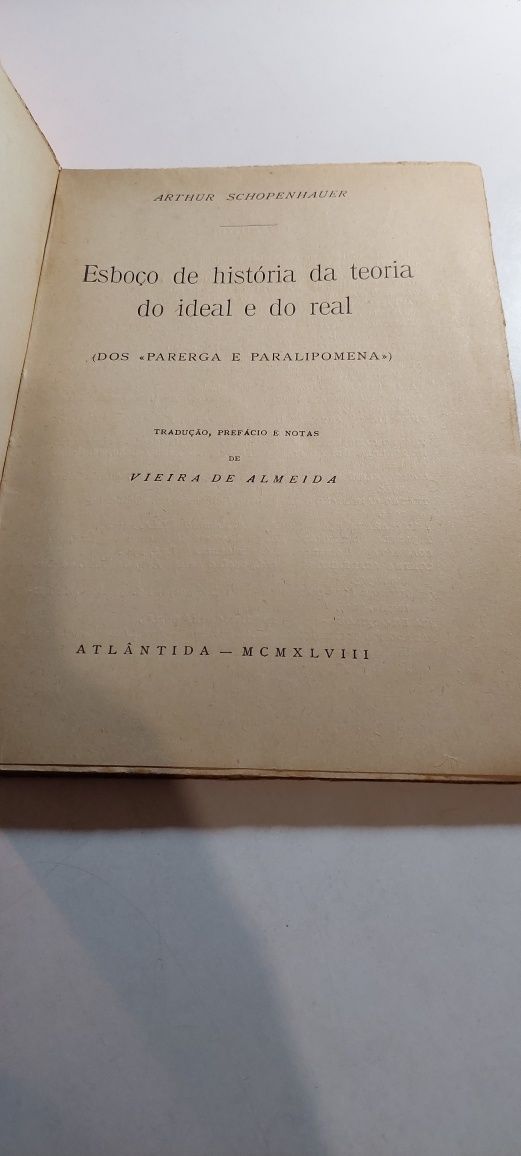 ARTHUR SCHOPENHAUER
Esboço de história da teoria
do ideal e do real
(DOS «PARERGA E PARALIPOMENA»)
TRADUÇÃO, PREFÁCIO E NOTAS
DE
VIEIRA DE ALMEIDA
ATLÂNTIDA — MCMXLVIII